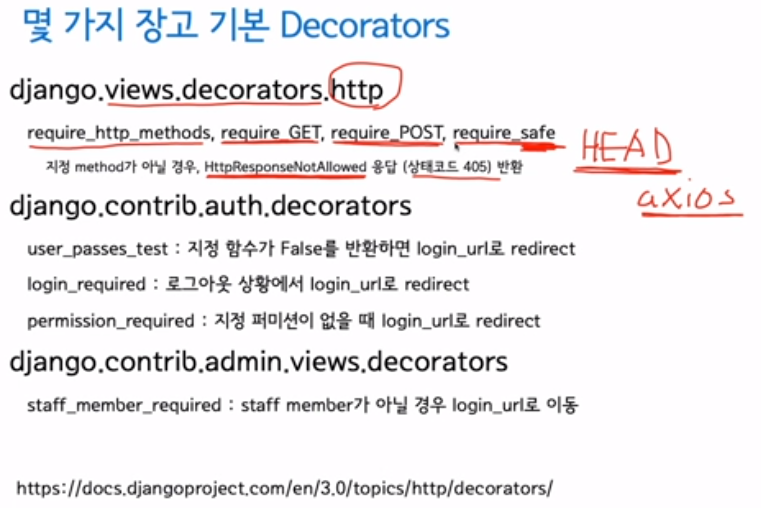 몇 가지 장고 기본 Decorators
django.views.decorators.http
require_http_methods, require_GET, require_POST, require_safe
HEAD
지정 method가 아닐 경우, HttpResponseNotAllowed 응답 (상태코드 405) 반환
axios
django.contrib.auth.decorators
user_passes_test : 지정 함수가 False를 반환하면 login_url로 redirect
login_required : 로그아웃 상황에서 login_url로 redirect
permission_required : 지정 퍼미션이 없을 때 login_url로 redirect
django.contrib.admin.views.decorators
staff_member_required : staff member가 아닐 경우 login_url로 이동
https://docs.djangoproject.com/en/3.0/topics/http/decorators/